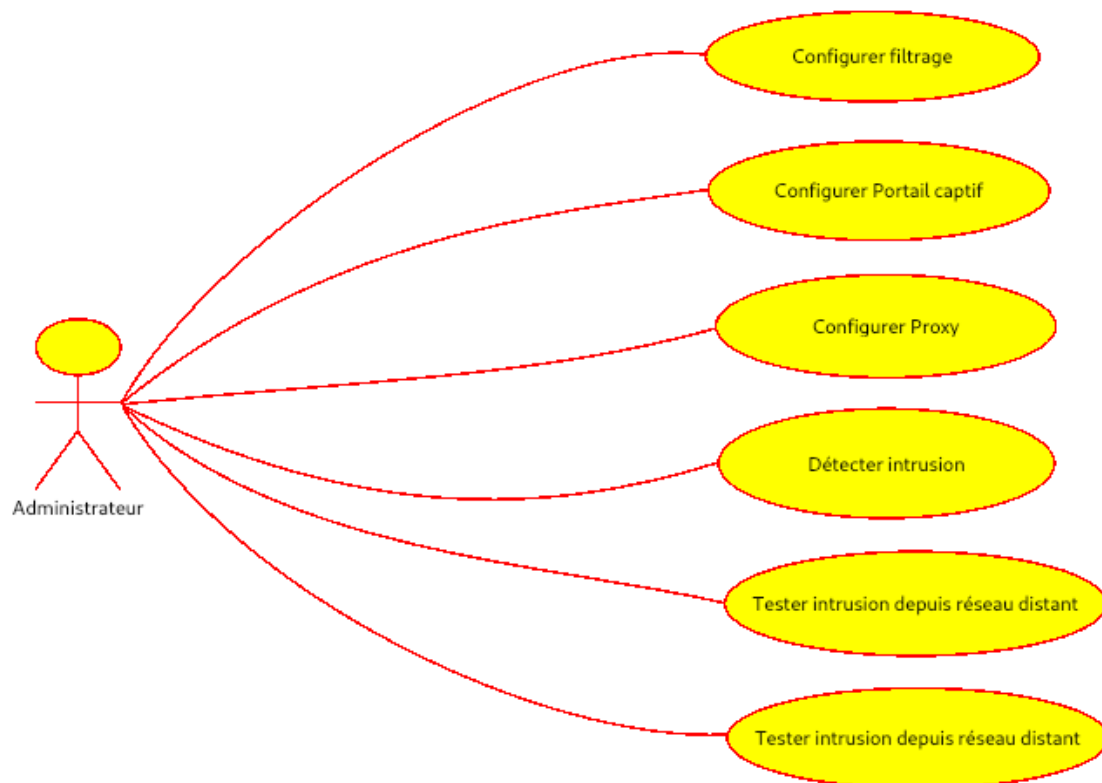 Configurer filtrage
Configurer Portail captif
Configurer Proxy
Détecter intrusion
Administrateur
Tester intrusion depuis réseau distant
Tester intrusion depuis réseau distant